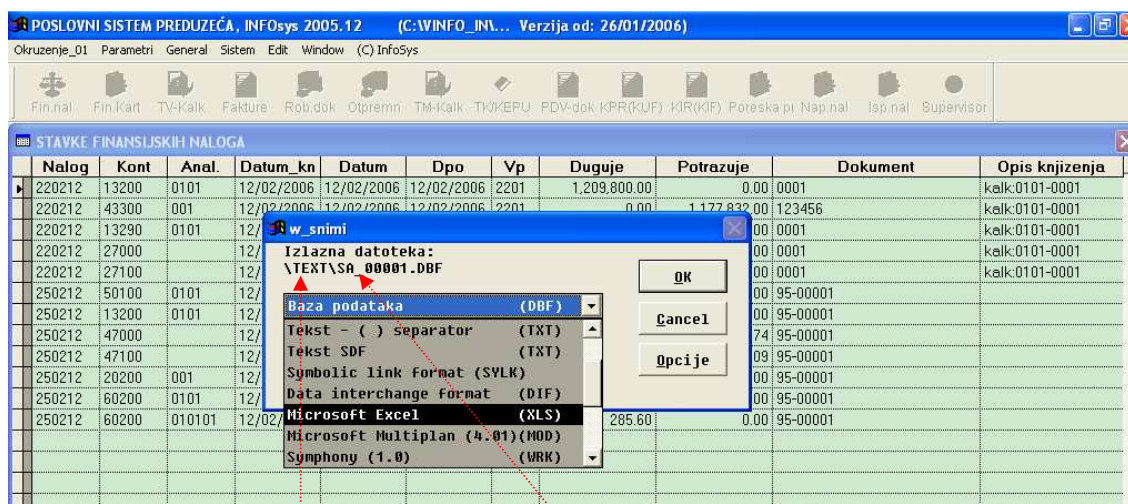 POSLOVNI SISTEM PREDUZEĆA, INFOsys 2005.12 (C:\WINFO_IN\... Verzija od: 26/01/2006)
Okruzenje_01 Parametri General Sistem Edit Window (C) InfoSys
Fin.nal Fin.Kart TV-Kalk Fakture Rob.dok Otpremn TM-Kalk TK/KEPU PDV-dok KPR(KUF) KIR(KIF) Poreska pi Nap.nal Isp.nal Supervisor
STAVKE FINANSIJSKIH NALOGA
Nalog Kont Anal. Datum_kn Datum Dpo Vp Duguje Potrazuje Dokument Opis knjizenja
220212 13200 0101 12/02/2006 12/02/2006 12/02/2006 2201 1,209,800.00 0.00 0001 kalk:0101-0001
220212 43300 001 12/02/2006 12/02/2006 12/02/2006 2201 0.00 1,177,832.00 123456 kalk:0101-0001
220212 13290 0101 12/ 00 0001 kalk:0101-0001
220212 27000 12/ 00 0001 kalk:0101-0001
220212 27100 12/ 00 0001 kalk:0101-0001
250212 50100 0101 12/ 00 95-00001
250212 13200 0101 12/ 00 95-00001
250212 47000 12/ 74 95-00001
250212 47100 12/ 09 95-00001
250212 20200 001 12/ 00 95-00001
250212 60200 0101 12/ 00 95-00001
250212 60200 010101 12/02/ 285.60 0.00 95-00001
w_snimi
Izlazna datoteka:
\TEXT\SA_00001.DBF
OK
Cancel
Opcije
Baza podataka (DBF)
Tekst - ( ) separator (TXT)
Tekst SDF (TXT)
Symbolic link format (SYLK)
Data interchange format (DIF)
Microsoft Excel (XLS)
Microsoft Multiplan (4.01)(MOD)
Symphony (1.0) (WRK)